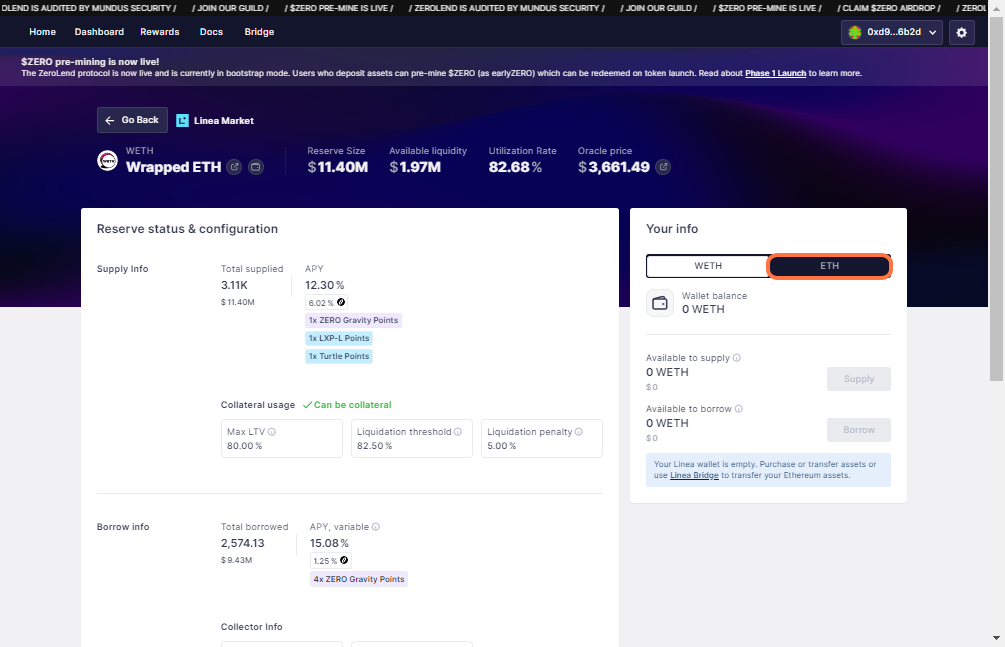 OLEND IS AUDITED BY MUNDUS SECURITY / / JOIN OUR GUILD / / $ZERO PRE-MINE IS LIVE / / ZEROLEND IS AUDITED BY MUNDUS SECURITY / / JOIN OUR GUILD / / $ZERO PRE-MINE IS LIVE / / CLAIM $ZERO AIRDROP / / ZEROL
Home Dashboard Rewards Docs Bridge 0xd9...6b2d
$ZERO pre-mining is now live!
The ZeroLend protocol is now live and is currently in bootstrap mode. Users who deposit assets can pre-mine $ZERO (as earlyZERO) which can be redeemed on token launch. Read about Phase 1 Launch to learn more.
Go Back Linea Market
WETH
Wrapped ETH
Reserve Size
$11.40M
Available liquidity
$1.97M
Utilization Rate
82.68%
Oracle price
$3,661.49
Reserve status & configuration
Supply Info
Total supplied
3.11K
$11.40M
APY
12.30%
6.02%
1x ZERO Gravity Points
1x LXP-L Points
1x Turtle Points
Collateral usage Can be collateral
Max LTV
80.00%
Liquidation threshold
82.50%
Liquidation penalty
5.00%
Borrow info
Total borrowed
2,574.13
$9.43M
APY, variable
15.08%
1.25%
4x ZERO Gravity Points
Collector Info
Your info
WETH ETH
Wallet balance
0 WETH
Available to supply
0 WETH
$0
Supply
Available to borrow
0 WETH
$0
Borrow
Your Linea wallet is empty. Purchase or transfer assets or
use Linea Bridge to transfer your Ethereum assets.